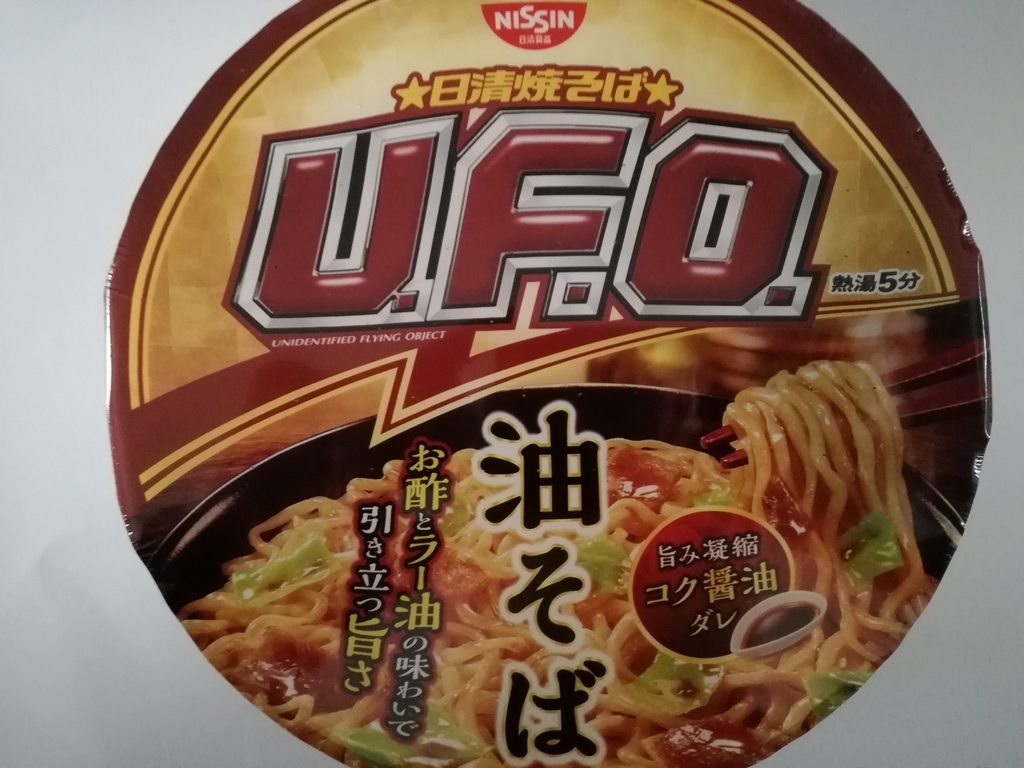 NISSIN
日清食品
★日清焼そば★
U.F.O.
熱湯5分
UNIDENTIFIED FLYING OBJECT
油そば
お酢とラー油の味わいで
引き立つ旨さ
旨み凝縮
コク醤油
ダレ